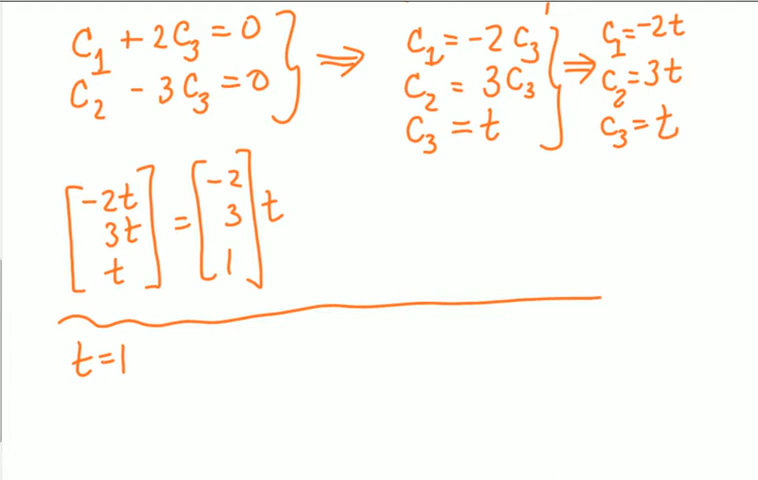 C₁ + 2C₃ = 0
C₂ - 3C₃ = 0 } ⇒
C₁ = -2C₃
C₂ = 3C₃
C₃ = t } ⇒
C₁ = -2t
C₂ = 3t
C₃ = t
[-2t
3t
t] = [-2
3
1] t
t = 1